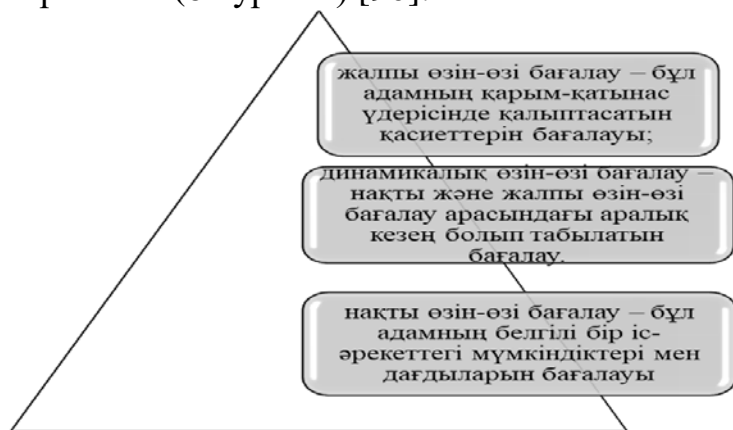 жалпы өзін-өзі бағалау – бұл
адамның қарым-қатынас
үдерісінде қалыптасатын
қасиеттерін бағалауы;
динамикалық өзін-өзі бағалау –
нақты және жалпы өзін-өзі
бағалау арасындағы аралық
кезең болып табылатын
бағалау.
нақты өзін-өзі бағалау – бұл
адамның белгілі бір іс-
әрекеттегі мүмкіндіктері мен
дағдыларын бағалауы